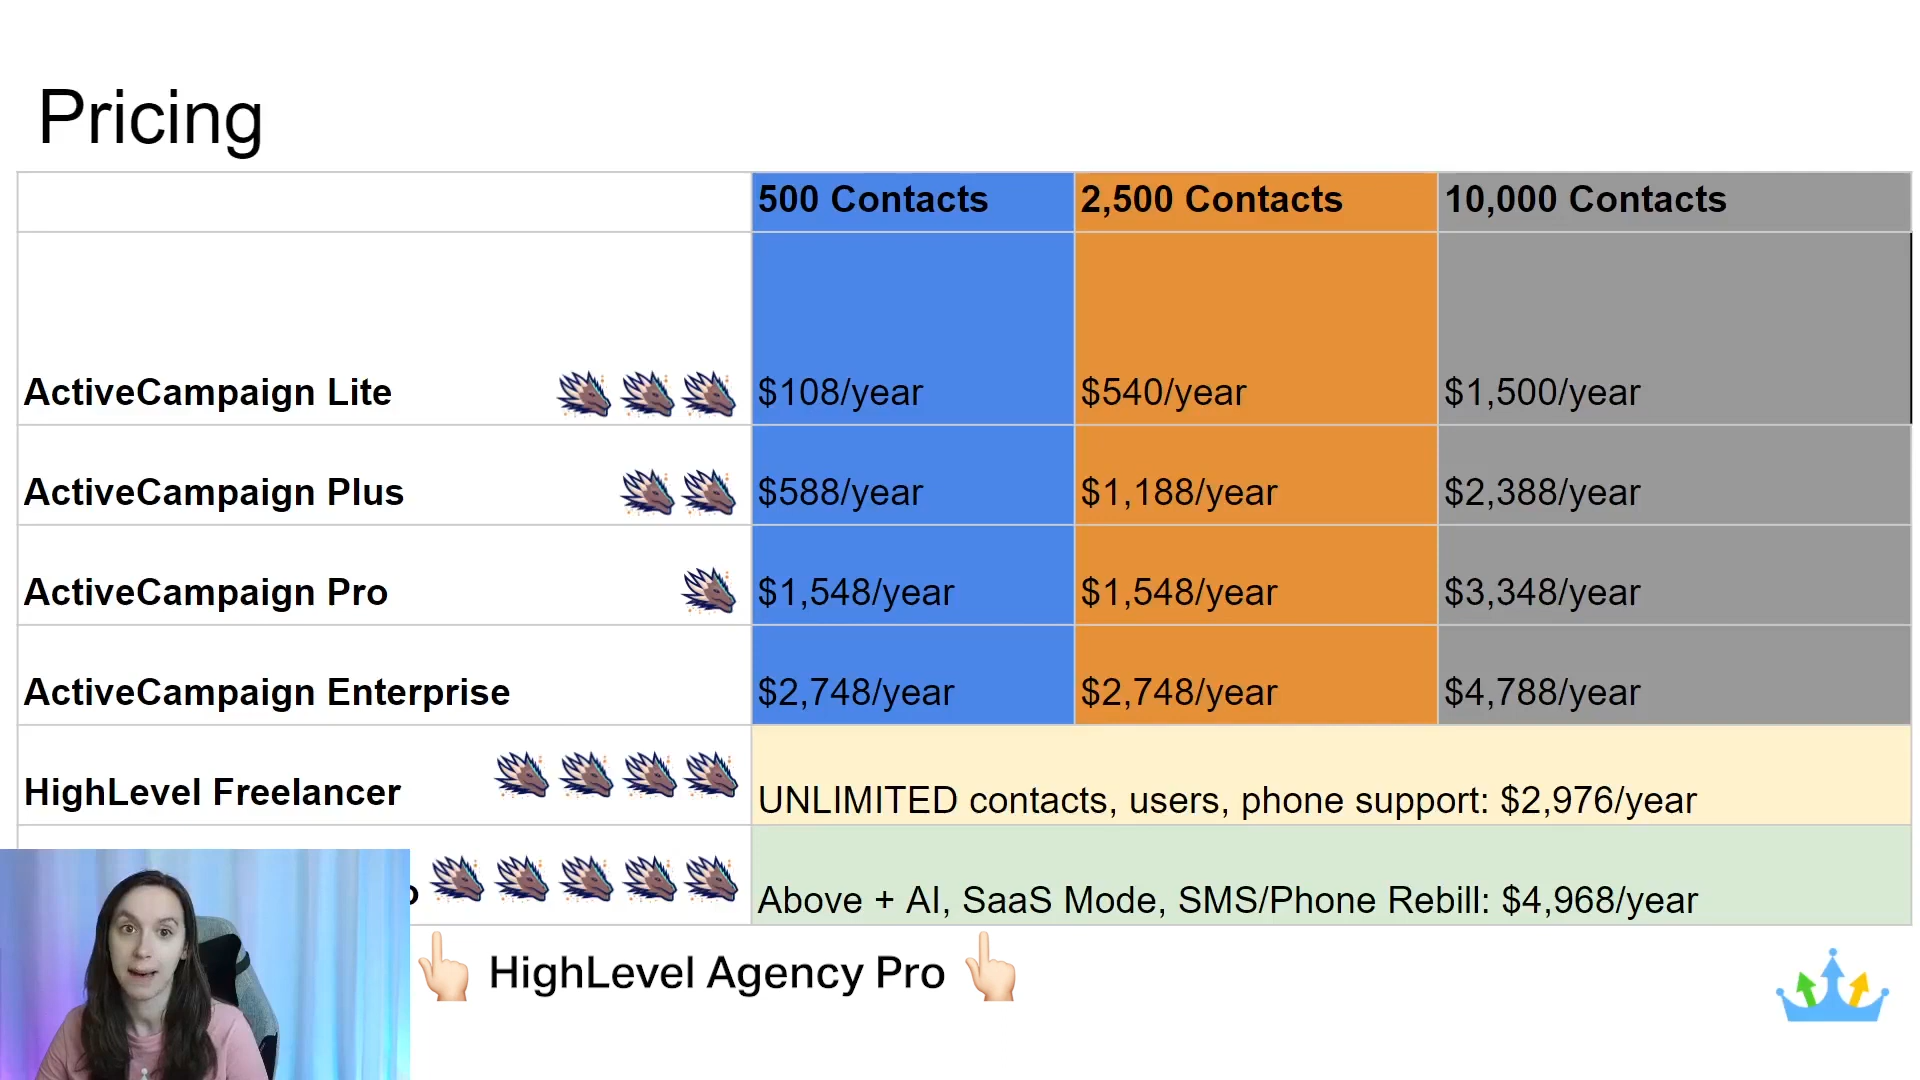 Pricing
500 Contacts 2,500 Contacts 10,000 Contacts
ActiveCampaign Lite $108/year $540/year $1,500/year
ActiveCampaign Plus $588/year $1,188/year $2,388/year
ActiveCampaign Pro $1,548/year $1,548/year $3,348/year
ActiveCampaign Enterprise $2,748/year $2,748/year $4,788/year
HighLevel Freelancer UNLIMITED contacts, users, phone support: $2,976/year
o Above + AI, SaaS Mode, SMS/Phone Rebill: $4,968/year
HighLevel Agency Pro